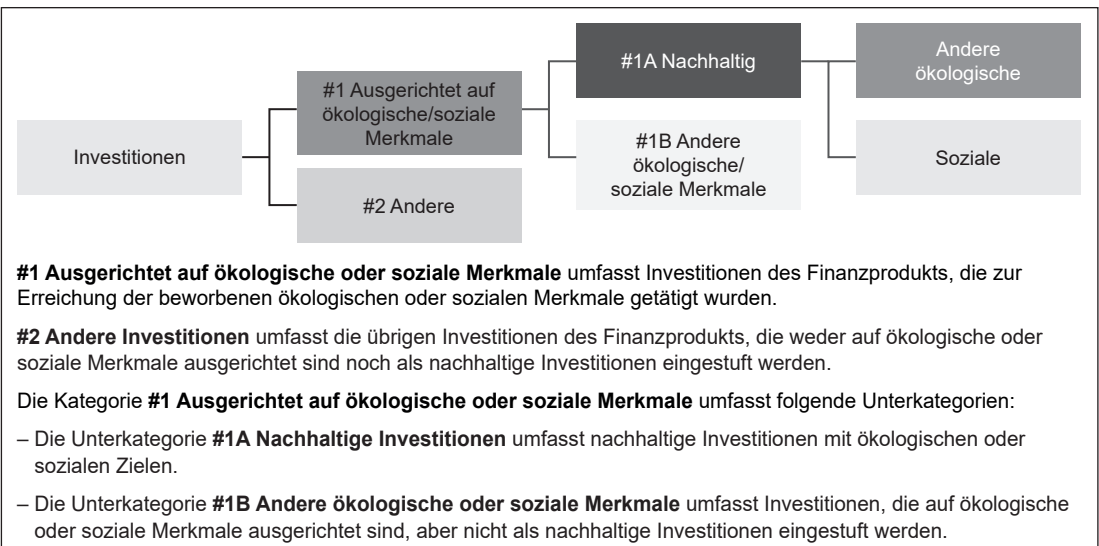 Investitionen
#1 Ausgerichtet auf
ökologische/soziale
Merkmale
#2 Andere
#1A Nachhaltig
#1B Andere
ökologische/
soziale Merkmale
Andere
ökologische
Soziale
#1 Ausgerichtet auf ökologische oder soziale Merkmale umfasst Investitionen des Finanzprodukts, die zur
Erreichung der beworbenen ökologischen oder sozialen Merkmale getätigt wurden.
#2 Andere Investitionen umfasst die übrigen Investitionen des Finanzprodukts, die weder auf ökologische oder
soziale Merkmale ausgerichtet sind noch als nachhaltige Investitionen eingestuft werden.
Die Kategorie #1 Ausgerichtet auf ökologische oder soziale Merkmale umfasst folgende Unterkategorien:
– Die Unterkategorie #1A Nachhaltige Investitionen umfasst nachhaltige Investitionen mit ökologischen oder
sozialen Zielen.
– Die Unterkategorie #1B Andere ökologische oder soziale Merkmale umfasst Investitionen, die auf ökologische
oder soziale Merkmale ausgerichtet sind, aber nicht als nachhaltige Investitionen eingestuft werden.